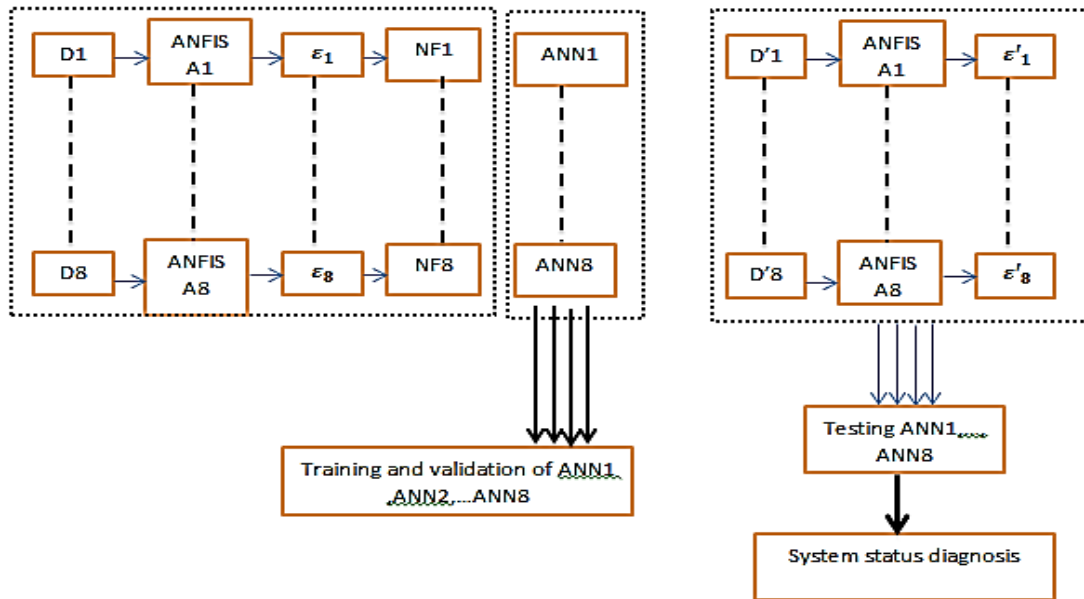 D1
ANFIS
A1
ε₁
NF1
D8
ANFIS
A8
ε₈
NF8
ANN1
ANN8
Training and validation of ANN1
,ANN2,...ANN8
D'1
ANFIS
A1
ε'₁
D'8
ANFIS
A8
ε'₈
Testing ANN1,....
ANN8
System status diagnosis